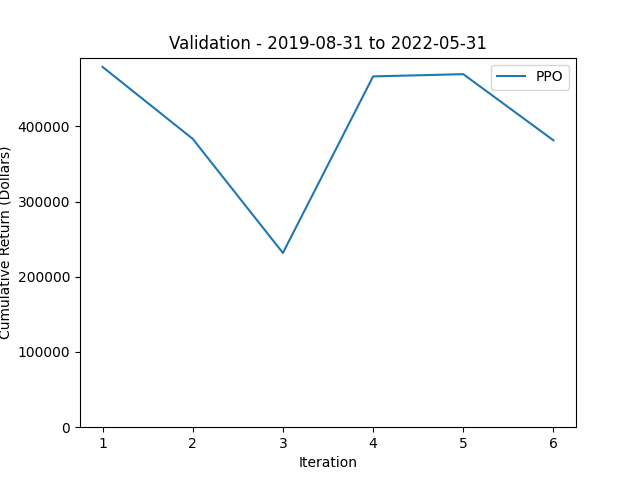 Validation - 2019-08-31 to 2022-05-31
PPO
Cumulative Return (Dollars)
400000
300000
200000
100000
0
1 2 3 4 5 6
Iteration